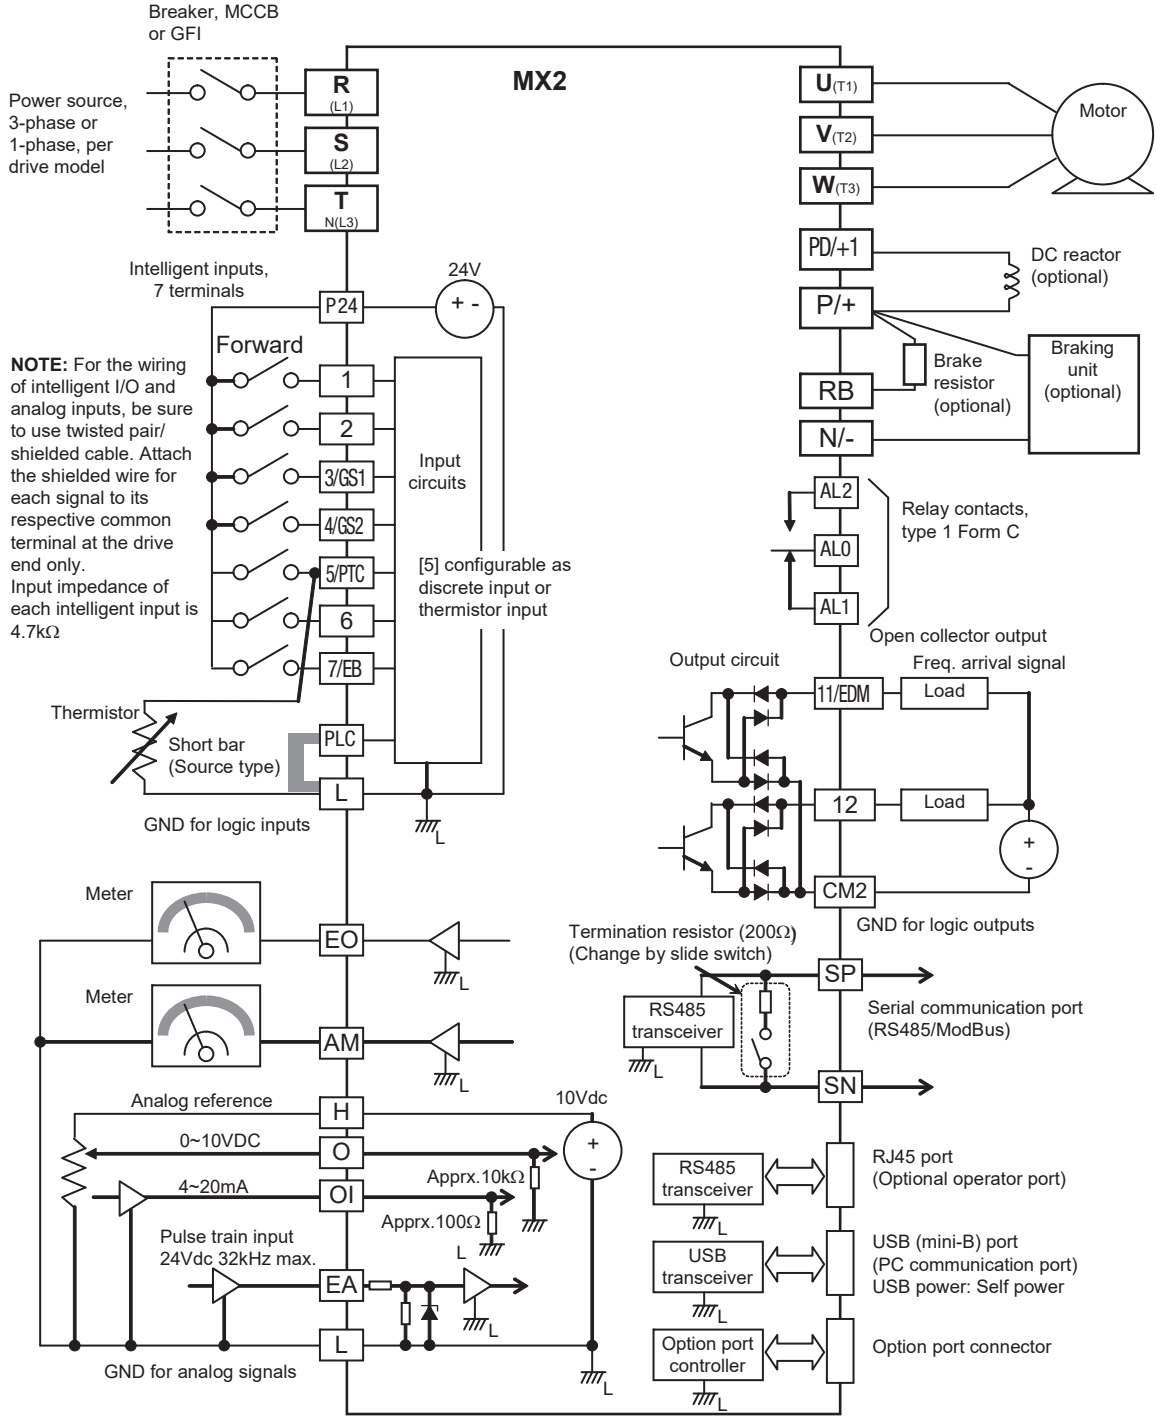 Breaker, MCCB
or GFI
MX2
Power source,
3-phase or
1-phase, per
drive model
R
(L1)
S
(L2)
T
N(L3)
U(T1)
V(T2)
W(T3)
Motor
PD/+1
P/+
DC reactor
(optional)
RB
N/-
Brake
resistor
(optional)
Braking
unit
(optional)
Intelligent inputs,
7 terminals
P24
24V
+ -
Forward
NOTE: For the wiring
of intelligent I/O and
analog inputs, be sure
to use twisted pair/
shielded cable. Attach
the shielded wire for
each signal to its
respective common
terminal at the drive
end only.
Input impedance of
each intelligent input is
4.7kΩ
1
2
3/GS1
4/GS2
5/PTC
6
7/EB
Input
circuits
[5] configurable as
discrete input or
thermistor input
AL2
AL0
AL1
Relay contacts,
type 1 Form C
Thermistor
Short bar
(Source type)
PLC
L
GND for logic inputs
L
Open collector output
Output circuit
Freq. arrival signal
11/EDM
Load
12
Load
+
-
CM2
GND for logic outputs
Meter
EO
L
Meter
AM
L
Termination resistor (200Ω)
(Change by slide switch)
SP
RS485
transceiver
L
Serial communication port
(RS485/ModBus)
SN
Analog reference
H
10Vdc
+
-
0~10VDC
O
4~20mA
OI
Apprx.10kΩ
Apprx.100Ω
L
Pulse train input
24Vdc 32kHz max.
EA
L
L
GND for analog signals
L
RS485
transceiver
L
RJ45 port
(Optional operator port)
USB
transceiver
L
USB (mini-B) port
(PC communication port)
USB power: Self power
Option port
controller
L
Option port connector